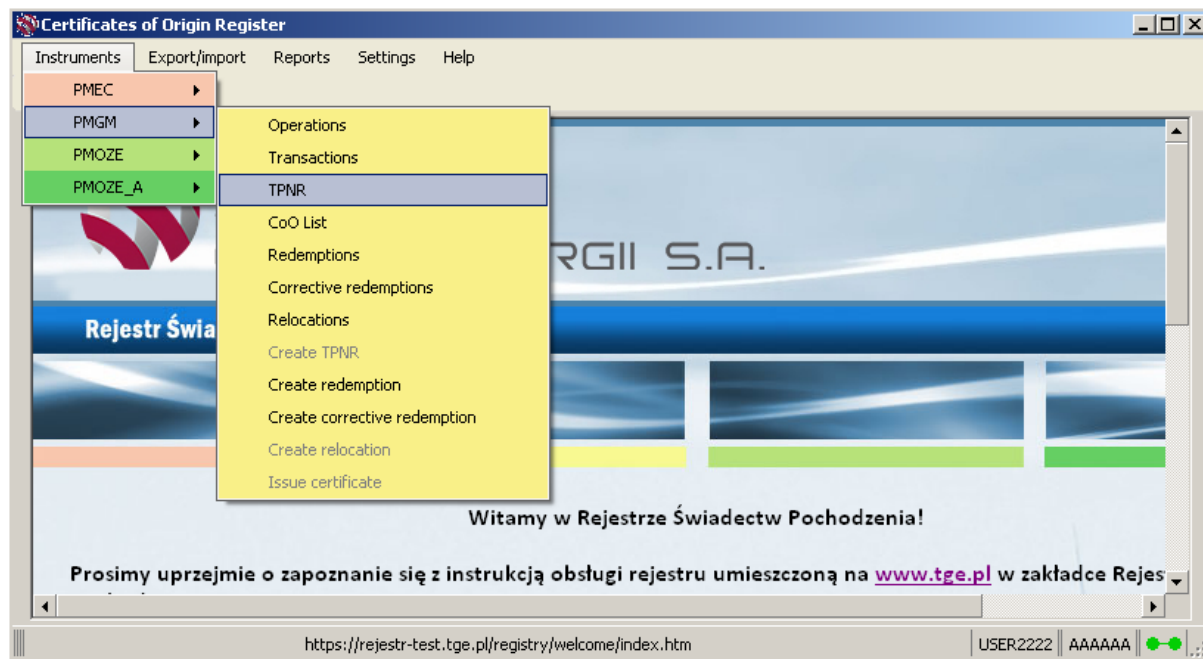 Certificates of Origin Register
Instruments Export/import Reports Settings Help
PMEC
PMGM
PMOZE
PMOZE_A
Operations
Transactions
TPNR
CoO List
Redemptions
Corrective redemptions
Relocations
Create TPNR
Create redemption
Create corrective redemption
Create relocation
Issue certificate
RGII S.A.
Rejestr Świa
Witamy w Rejestrze Świadectw Pochodzenia!
Prosimy uprzejmie o zapoznanie się z instrukcją obsługi rejestru umieszczoną na www.tge.pl w zakładce Rejes
https://rejestr-test.tge.pl/registry/welcome/index.htm
USER2222 AAAAAA